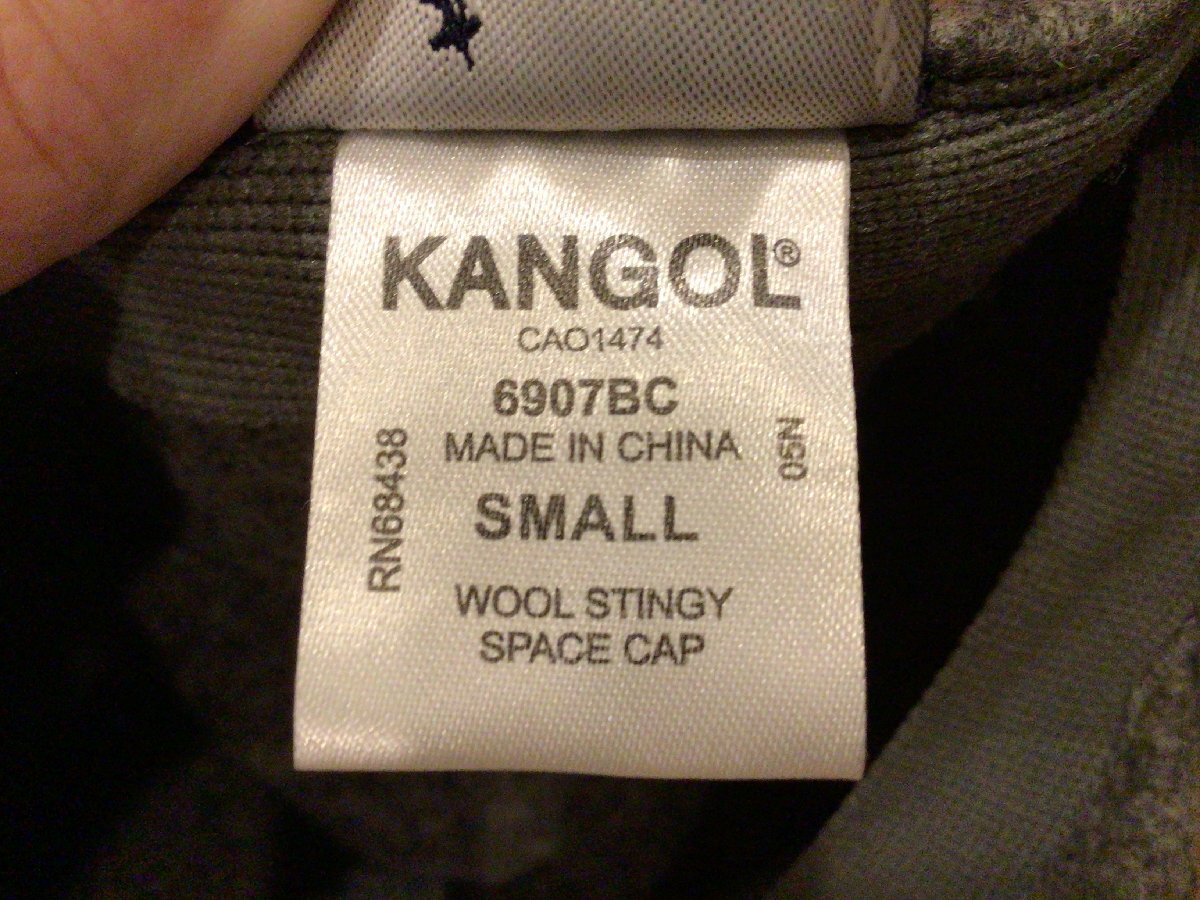 KANGOL®
CAO1474
6907BC
MADE IN CHINA
SMALL
WOOL STINGY
SPACE CAP
RN68438
05N